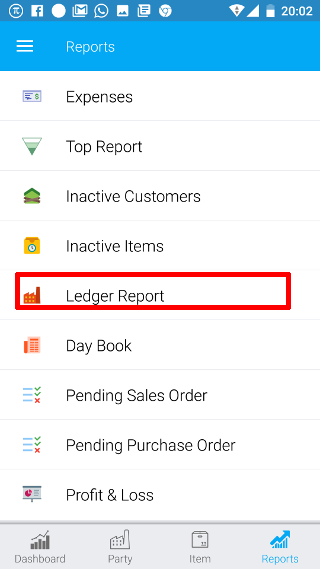 20:02
Reports
Expenses
Top Report
Inactive Customers
Inactive Items
Ledger Report
Day Book
Pending Sales Order
Pending Purchase Order
Profit & Loss
Dashboard
Party
Item
Reports